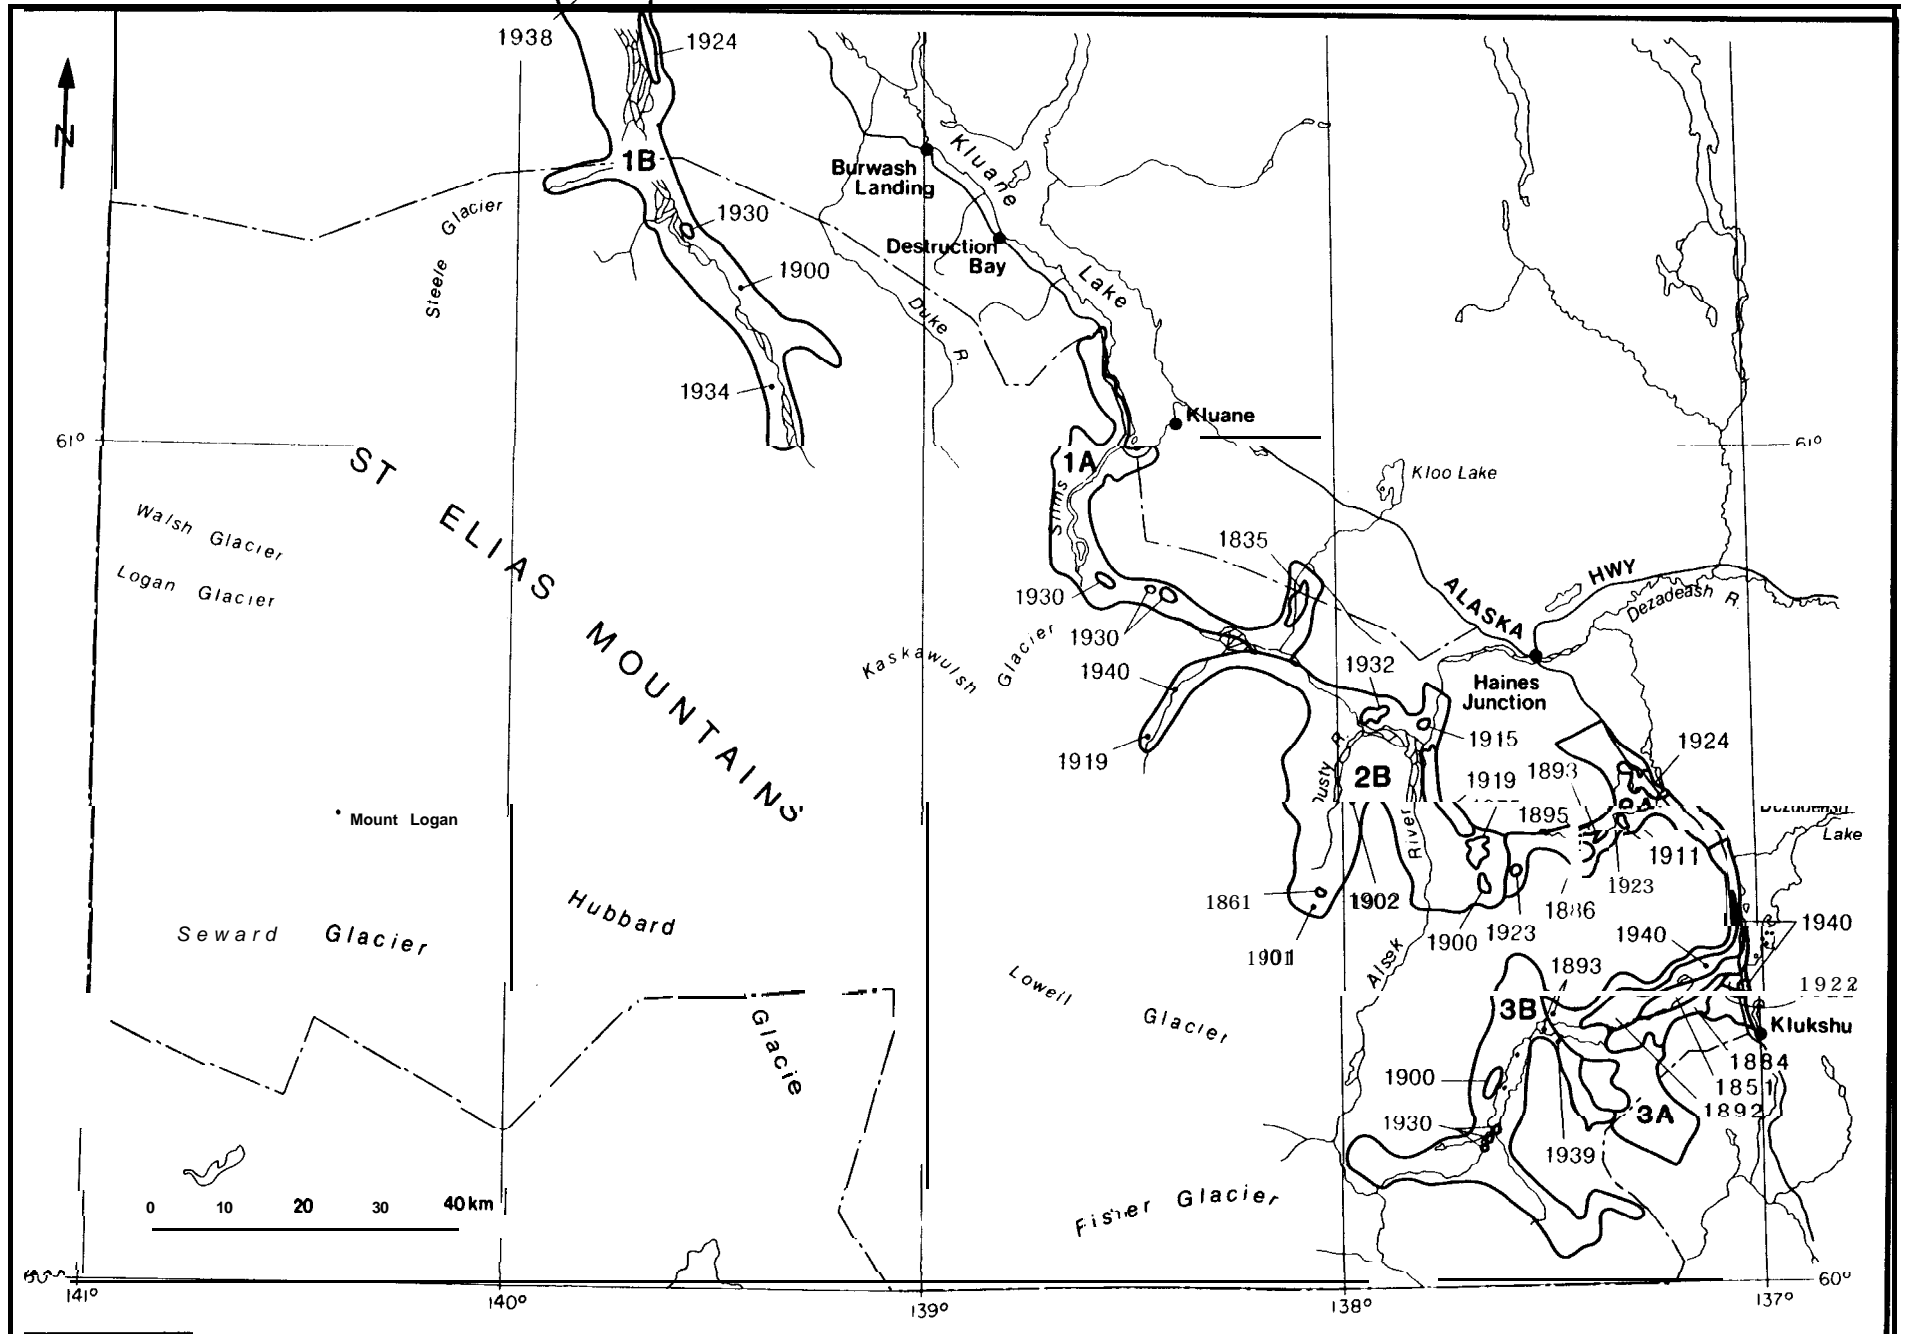 1938
1924
N
1B
Burwash
Landing
Kluane
Lake
Destruction
Bay
1930
Steele Glacier
1900
Duke R.
1934
Kluane
61°
61°
ST ELIAS MOUNTAINS
1A
Slims
Kloo Lake
Walsh Glacier
Logan Glacier
1835
ALASKA HWY
Dezadeash R.
1930
1930
Kaskawulsh Glacier
1940
1932
Haines
Junction
1919
1915
1924
Dusty R.
2B
1919
1893
1895
Mount Logan
Dezadeash
Lake
River
1911
1861
1902
1923
1886
Hubbard
Seward Glacier
1900
1923
1940
1940
1901
Alsek
1893
Lowell Glacier
1922
3B
Klukshu
Glacie
1884
1900
1851
1892
3A
1930
1939
Fisher Glacier
0 10 20 30 40 km
60°
141° 140° 139° 138° 137°